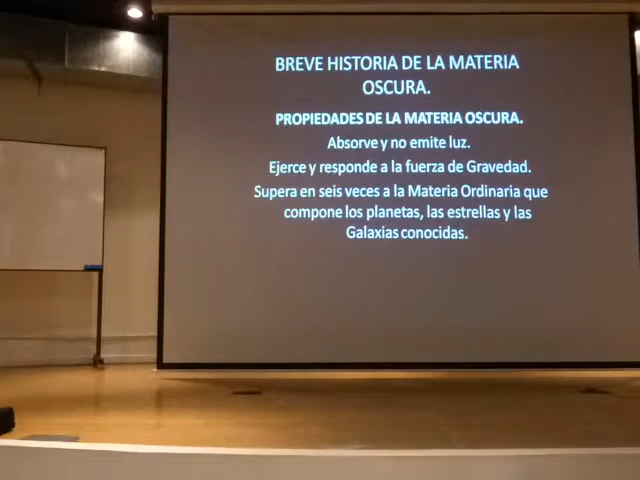 BREVE HISTORIA DE LA MATERIA
OSCURA.
PROPIEDADES DE LA MATERIA OSCURA.
Absorve y no emite luz.
Ejerce y responde a la fuerza de Gravedad.
Supera en seis veces a la Materia Ordinaria que
compone los planetas, las estrellas y las
Galaxias conocidas.